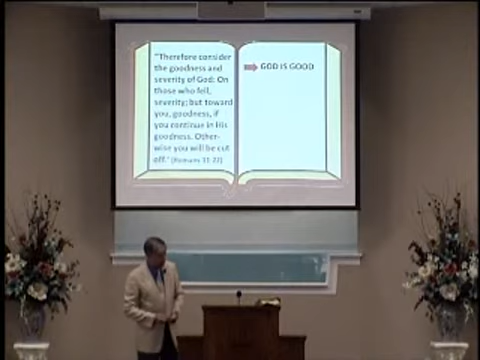 "Therefore consider
the goodness and
severity of God: On
those who fell,
severity; but toward
you, goodness, if
you continue in His
goodness. Other-
wise you will be cut
off." (Romans 11:22)
GOD IS GOOD